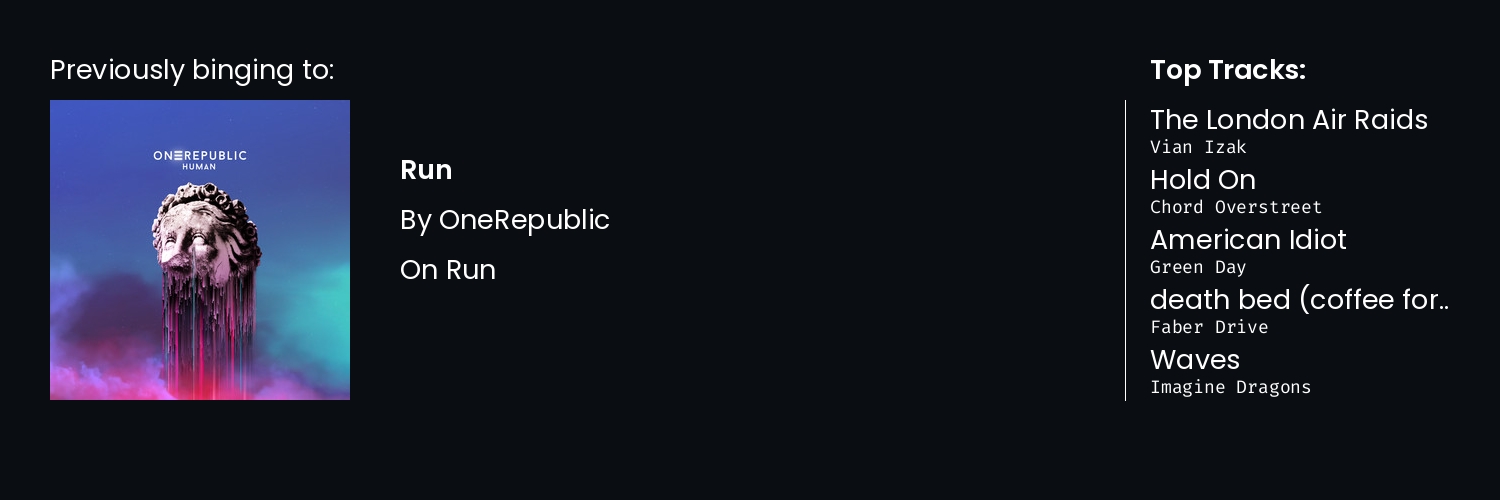 Previously binging to:
ONEREPUBLIC
HUMAN
Run
By OneRepublic
On Run
Top Tracks:
The London Air Raids
Vian Izak
Hold On
Chord Overstreet
American Idiot
Green Day
death bed (coffee for..
Faber Drive
Waves
Imagine Dragons